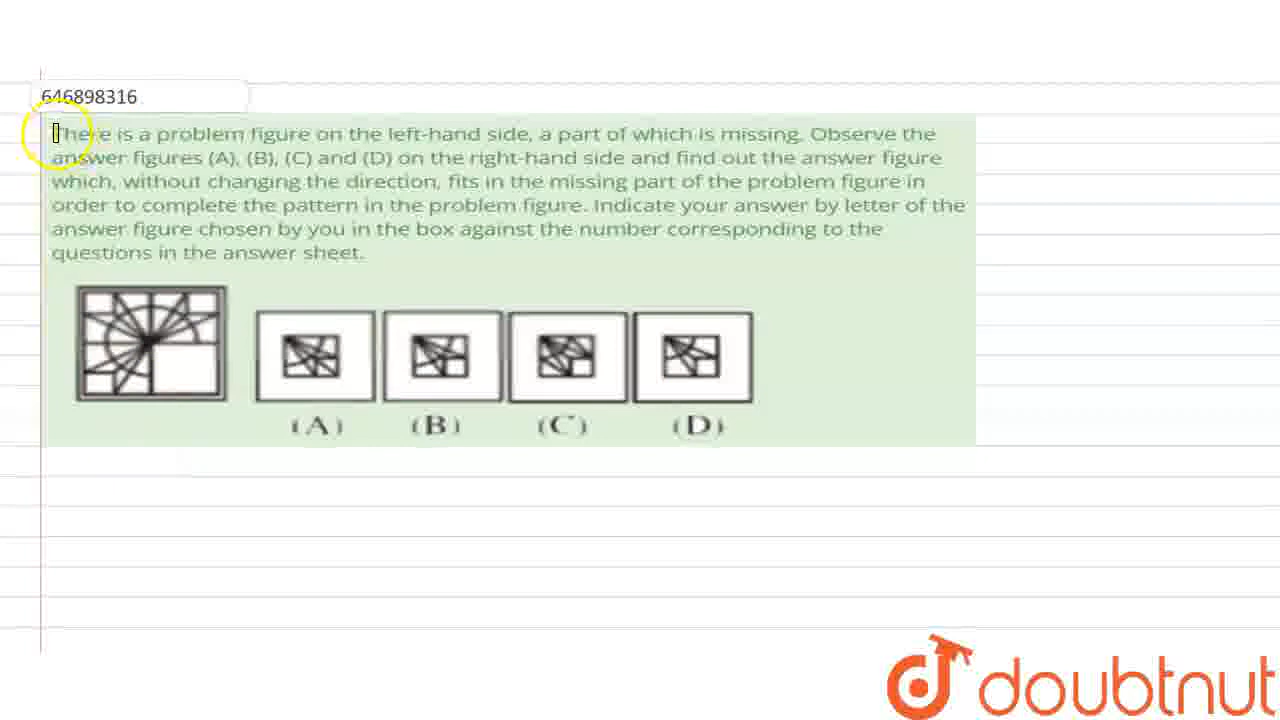 646898316
There is a problem figure on the left-hand side, a part of which is missing. Observe the
answer figures (A), (B), (C) and (D) on the right-hand side and find out the answer figure
which, without changing the direction, fits in the missing part of the problem figure in
order to complete the pattern in the problem figure. Indicate your answer by letter of the
answer figure chosen by you in the box against the number corresponding to the
questions in the answer sheet.
(A) (B) (C) (D)
doubtnut